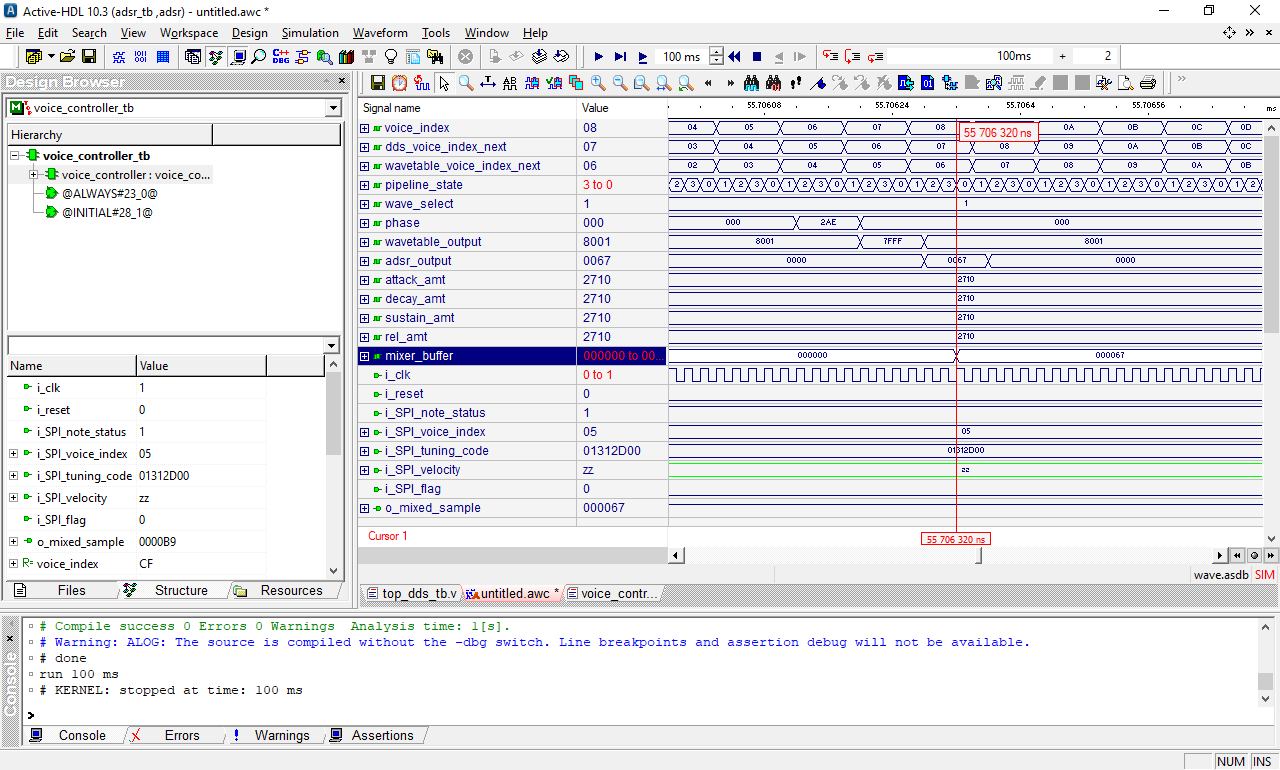 Active-HDL 10.3 (adsr_tb ,adsr) - untitled.awc *
File Edit Search View Workspace Design Simulation Waveform Tools Window Help
100 ms 100ms + 2
Design Browser
voice_controller_tb
Hierarchy
voice_controller_tb
voice_controller : voice_co...
@ALWAYS#23_0@
@INITIAL#28_1@
Name Value
i_clk 1
i_reset 0
i_SPI_note_status 1
i_SPI_voice_index 05
i_SPI_tuning_code 01312D00
i_SPI_velocity zz
i_SPI_flag 0
o_mixed_sample 0000B9
voice_index CF
Files Structure Resources
Signal name Value 55.70608 55.70624 55.7064 55.70656 ms
voice_index 08 04 05 06 07 08 55 706 320 ns 0A 0B 0C 0D
dds_voice_index_next 07 03 04 05 06 07 08 09 0A 0B 0C
wavetable_voice_index_next 06 02 03 04 05 06 07 08 09 0A 0B
pipeline_state 3 to 0 2 3 0 1 2 3 0 1 2 3 0 1 2 3 0 1 2 3 0 1 2 3 0 1 2 3 0 1 2 3 0 1 2 3 0 1 2
wave_select 1 1
phase 000 000 2AE 000
wavetable_output 8001 8001 7FFF 8001
adsr_output 0067 0000 0067 0000
attack_amt 2710 2710
decay_amt 2710 2710
sustain_amt 2710 2710
rel_amt 2710 2710
mixer_buffer 000000 to 00... 000000 000067
i_clk 0 to 1
i_reset 0
i_SPI_note_status 1
i_SPI_voice_index 05 05
i_SPI_tuning_code 01312D00 01312D00
i_SPI_velocity zz zz
i_SPI_flag 0
o_mixed_sample 000067
Cursor 1 55 706 320 ns
wave.asdb SIM
top_dds_tb.v untitled.awc * voice_contr...
Console
# Compile success 0 Errors 0 Warnings Analysis time: 1[s].
# Warning: ALOG: The source is compiled without the -dbg switch. Line breakpoints and assertion debug will not be available.
# done
run 100 ms
# KERNEL: stopped at time: 100 ms
>
Console Errors Warnings Assertions
NUM INS